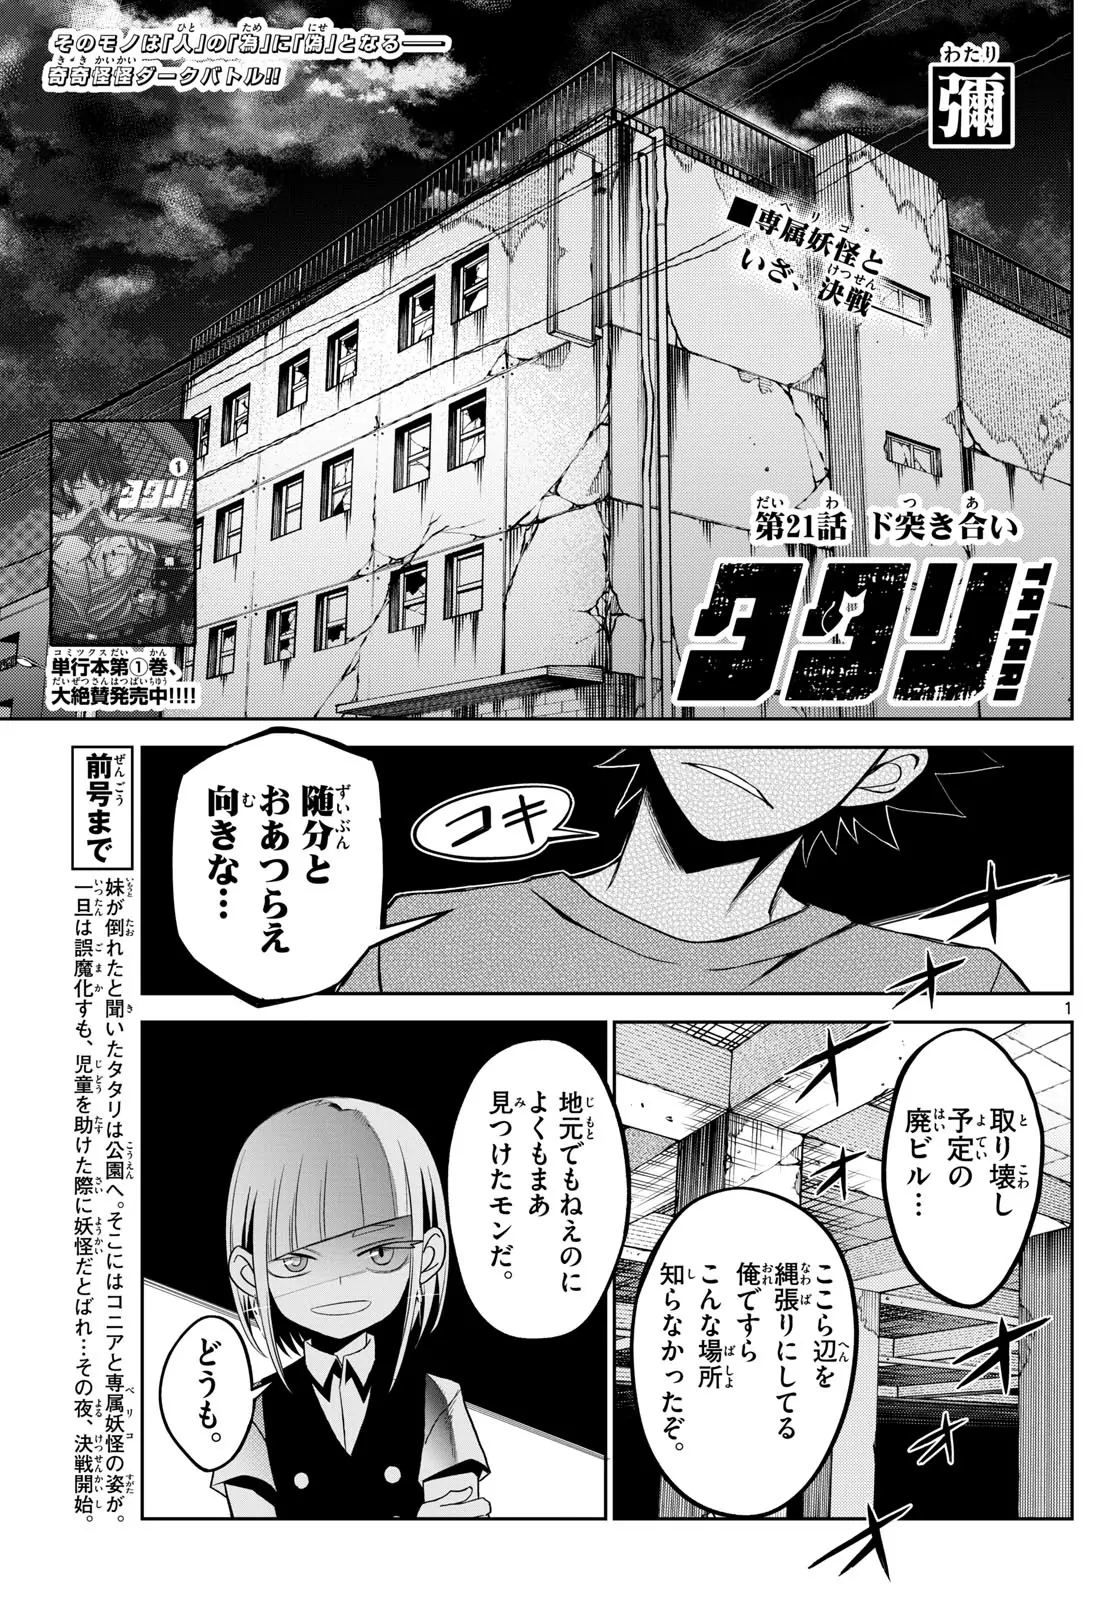 そのモノは「人」の「為」に「偽」となる――
奇奇怪怪ダークバトル!!
わたり
彌
■専属妖怪と
いざ、決戦――
第21話 ド突き合い
タタリ
TATARI
①
タタリ
単行本第①巻、
大絶賛発売中!!!!
前号まで
妹が倒れたと聞いたタタリは公園へ。そこにはコニアと専属妖怪の姿が。
一旦は誤魔化すも、児童を助けた際に妖怪だとばれ…その夜、決戦開始。
コキ
随分と
おあつらえ
向きな…
1
取り壊し
予定の
廃ビル…
ここら辺を
縄張りにしてる
俺ですら
こんな場所
知らなかったぞ。
地元でもねえのに
よくもまあ
見つけたモンだ。
どうも。